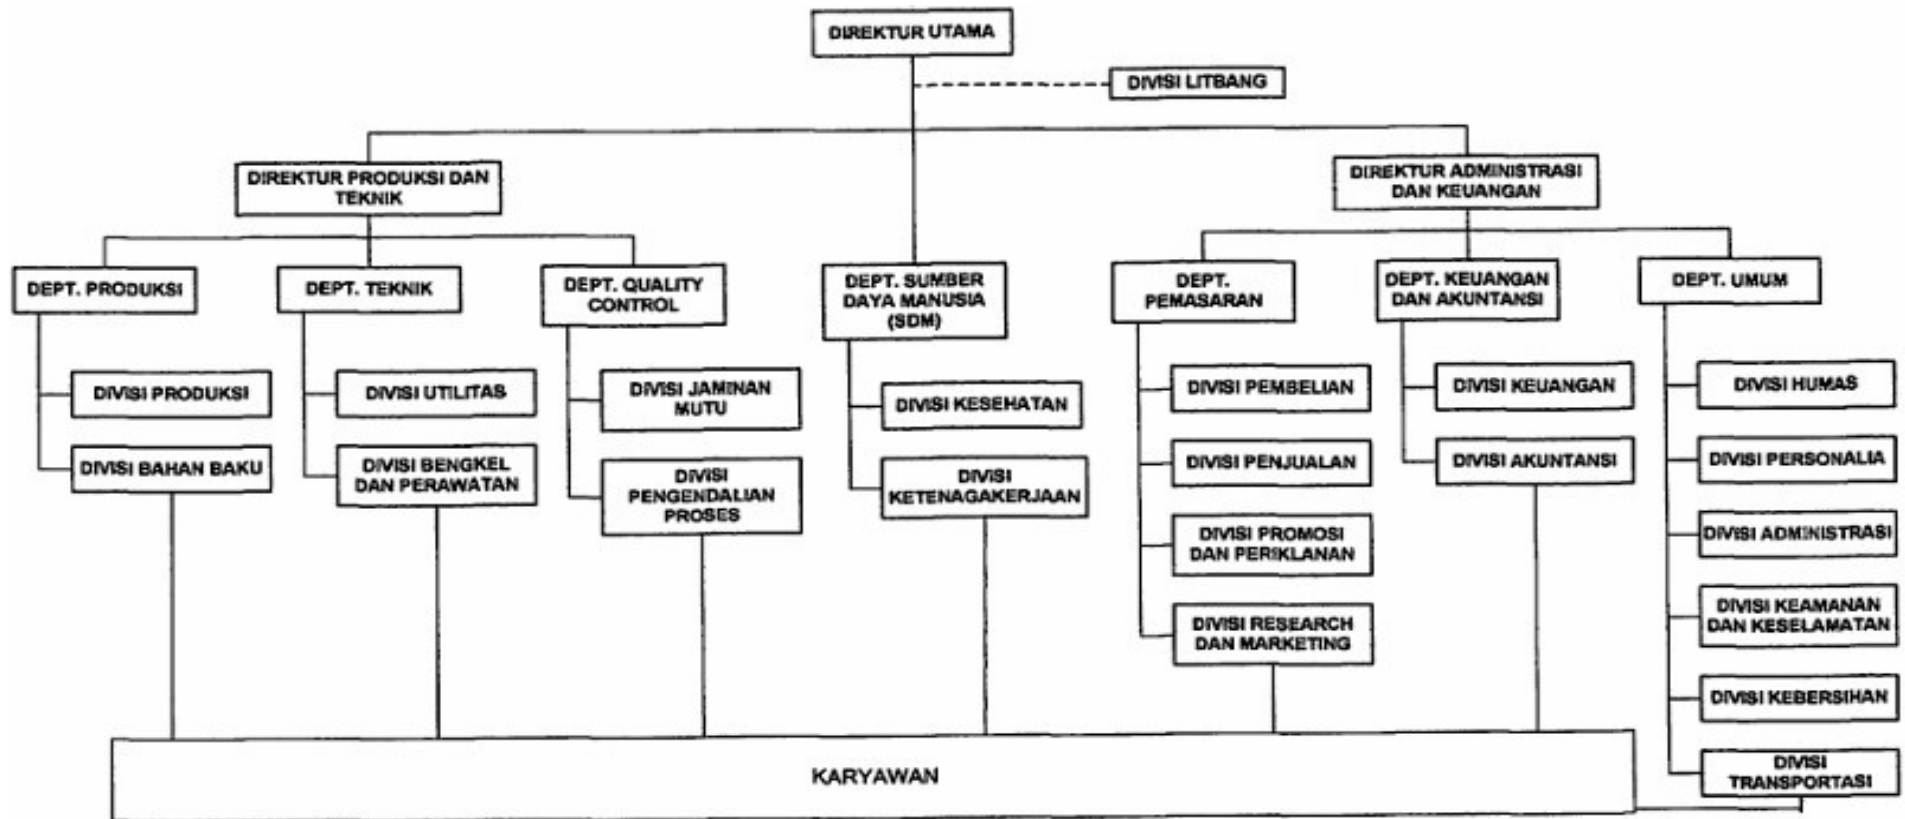 DIREKTUR UTAMA
DIVISI LITBANG
DIREKTUR PRODUKSI DAN
TEKNIK
DIREKTUR ADMINISTRASI
DAN KEUANGAN
DEPT. PRODUKSI
DEPT. TEKNIK
DEPT. QUALITY
CONTROL
DEPT. SUMBER
DAYA MANUSIA
(SDM)
DEPT.
PEMASARAN
DEPT. KEUANGAN
DAN AKUNTANSI
DEPT. UMUM
DIVISI PRODUKSI
DIVISI BAHAN BAKU
DIVISI UTILITAS
DIVISI BENGKEL
DAN PERAWATAN
DIVISI JAMINAN
MUTU
DIVISI
PENGENDALIAN
PROSES
DIVISI KESEHATAN
DIVISI
KETENAGAKERJAAN
DIVISI PEMBELIAN
DIVISI PENJUALAN
DIVISI PROMOSI
DAN PERIKLANAN
DIVISI RESEARCH
DAN MARKETING
DIVISI KEUANGAN
DIVISI AKUNTANSI
DIVISI HUMAS
DIVISI PERSONALIA
DIVISI ADMINISTRASI
DIVISI KEAMANAN
DAN KESELAMATAN
DIVISI KEBERSIHAN
DIVISI
TRANSPORTASI
KARYAWAN